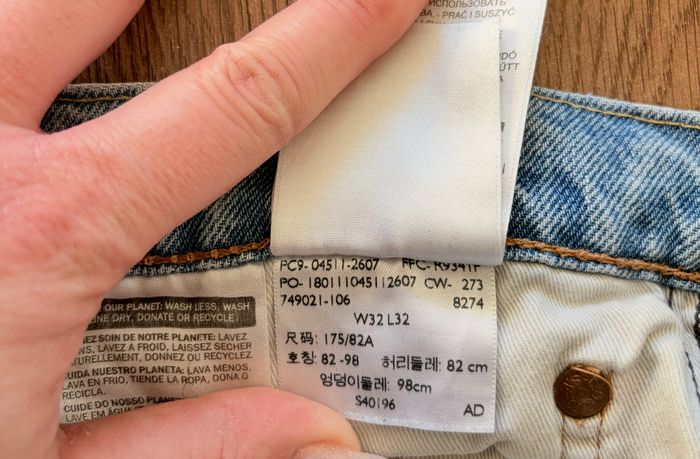 ИСПОЛЬЗОВАТЬ
BA. - PRAĆ I SUSZYĆ
PC9- 04511-2607
PO- 18011104511 2607 CW- 273
749021-106 8274
W32 L32
尺码: 175/82A
호칭: 82 -98 허리둘레: 82 cm
엉덩이둘레: 98cm
S40196 AD
OUR PLANET: WASH LESS, WASH
DRY, DONATE OR RECYCLE.
SOIN DE NOTRE PLANETE: LAVEZ
LAVEZ A FROID, LAISSEZ SECHER
DONNEZ OU RECYCLEZ.
NUESTRO PLANETA: LAVA MENOS,
LAVA EN FRIO, TIENDE LA ROPA, DONA O
RECICLA.
CUIDE DO NOSSO
LAVE EM